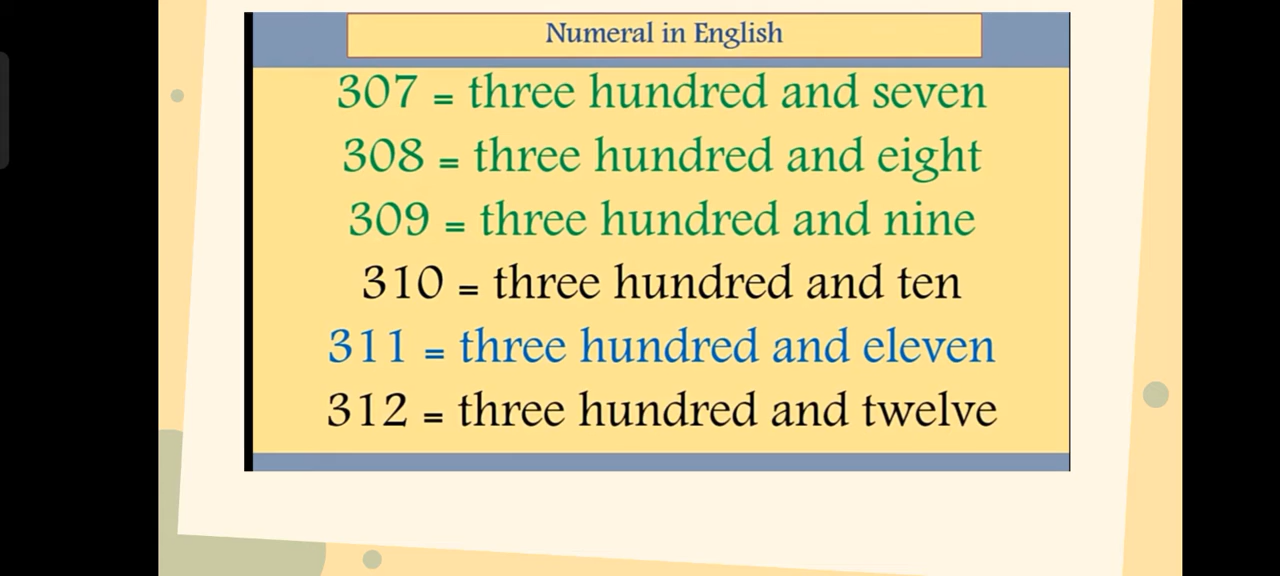 Numeral in English
307 = three hundred and seven
308 = three hundred and eight
309 = three hundred and nine
310 = three hundred and ten
311 = three hundred and eleven
312 = three hundred and twelve